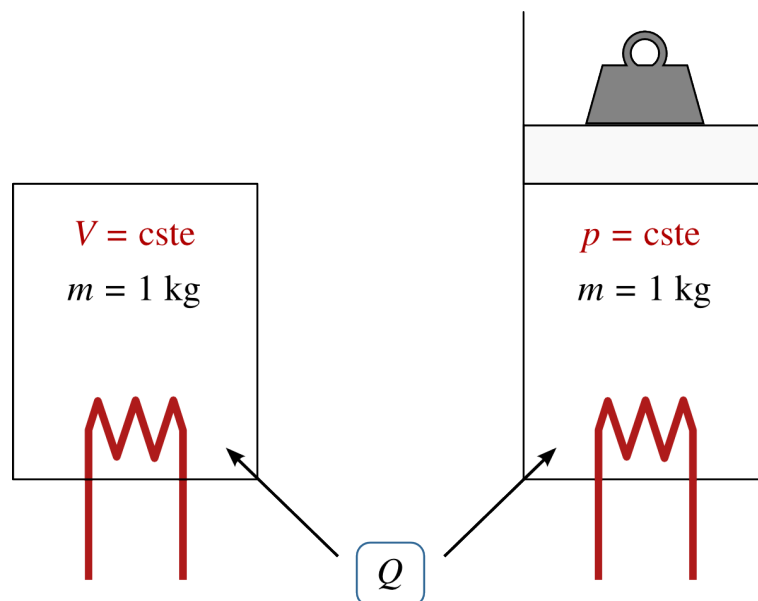 V = cste
m = 1 kg
p = cste
m = 1 kg
Q